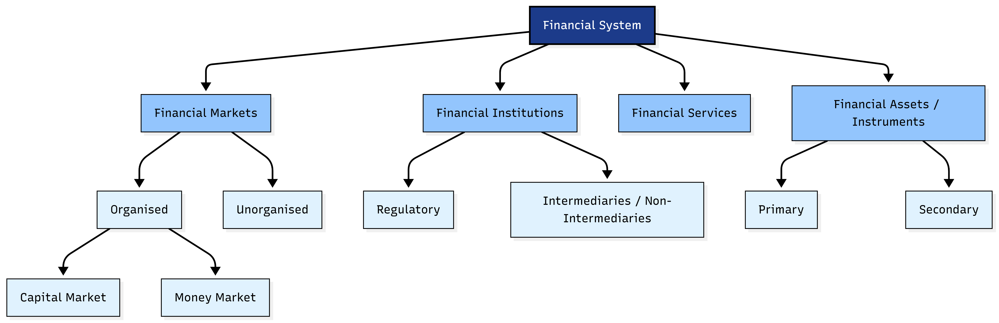 Financial System
Financial Markets
Financial Institutions
Financial Services
Financial Assets /
Instruments
Organised
Unorganised
Regulatory
Intermediaries / Non-
Intermediaries
Primary
Secondary
Capital Market
Money Market